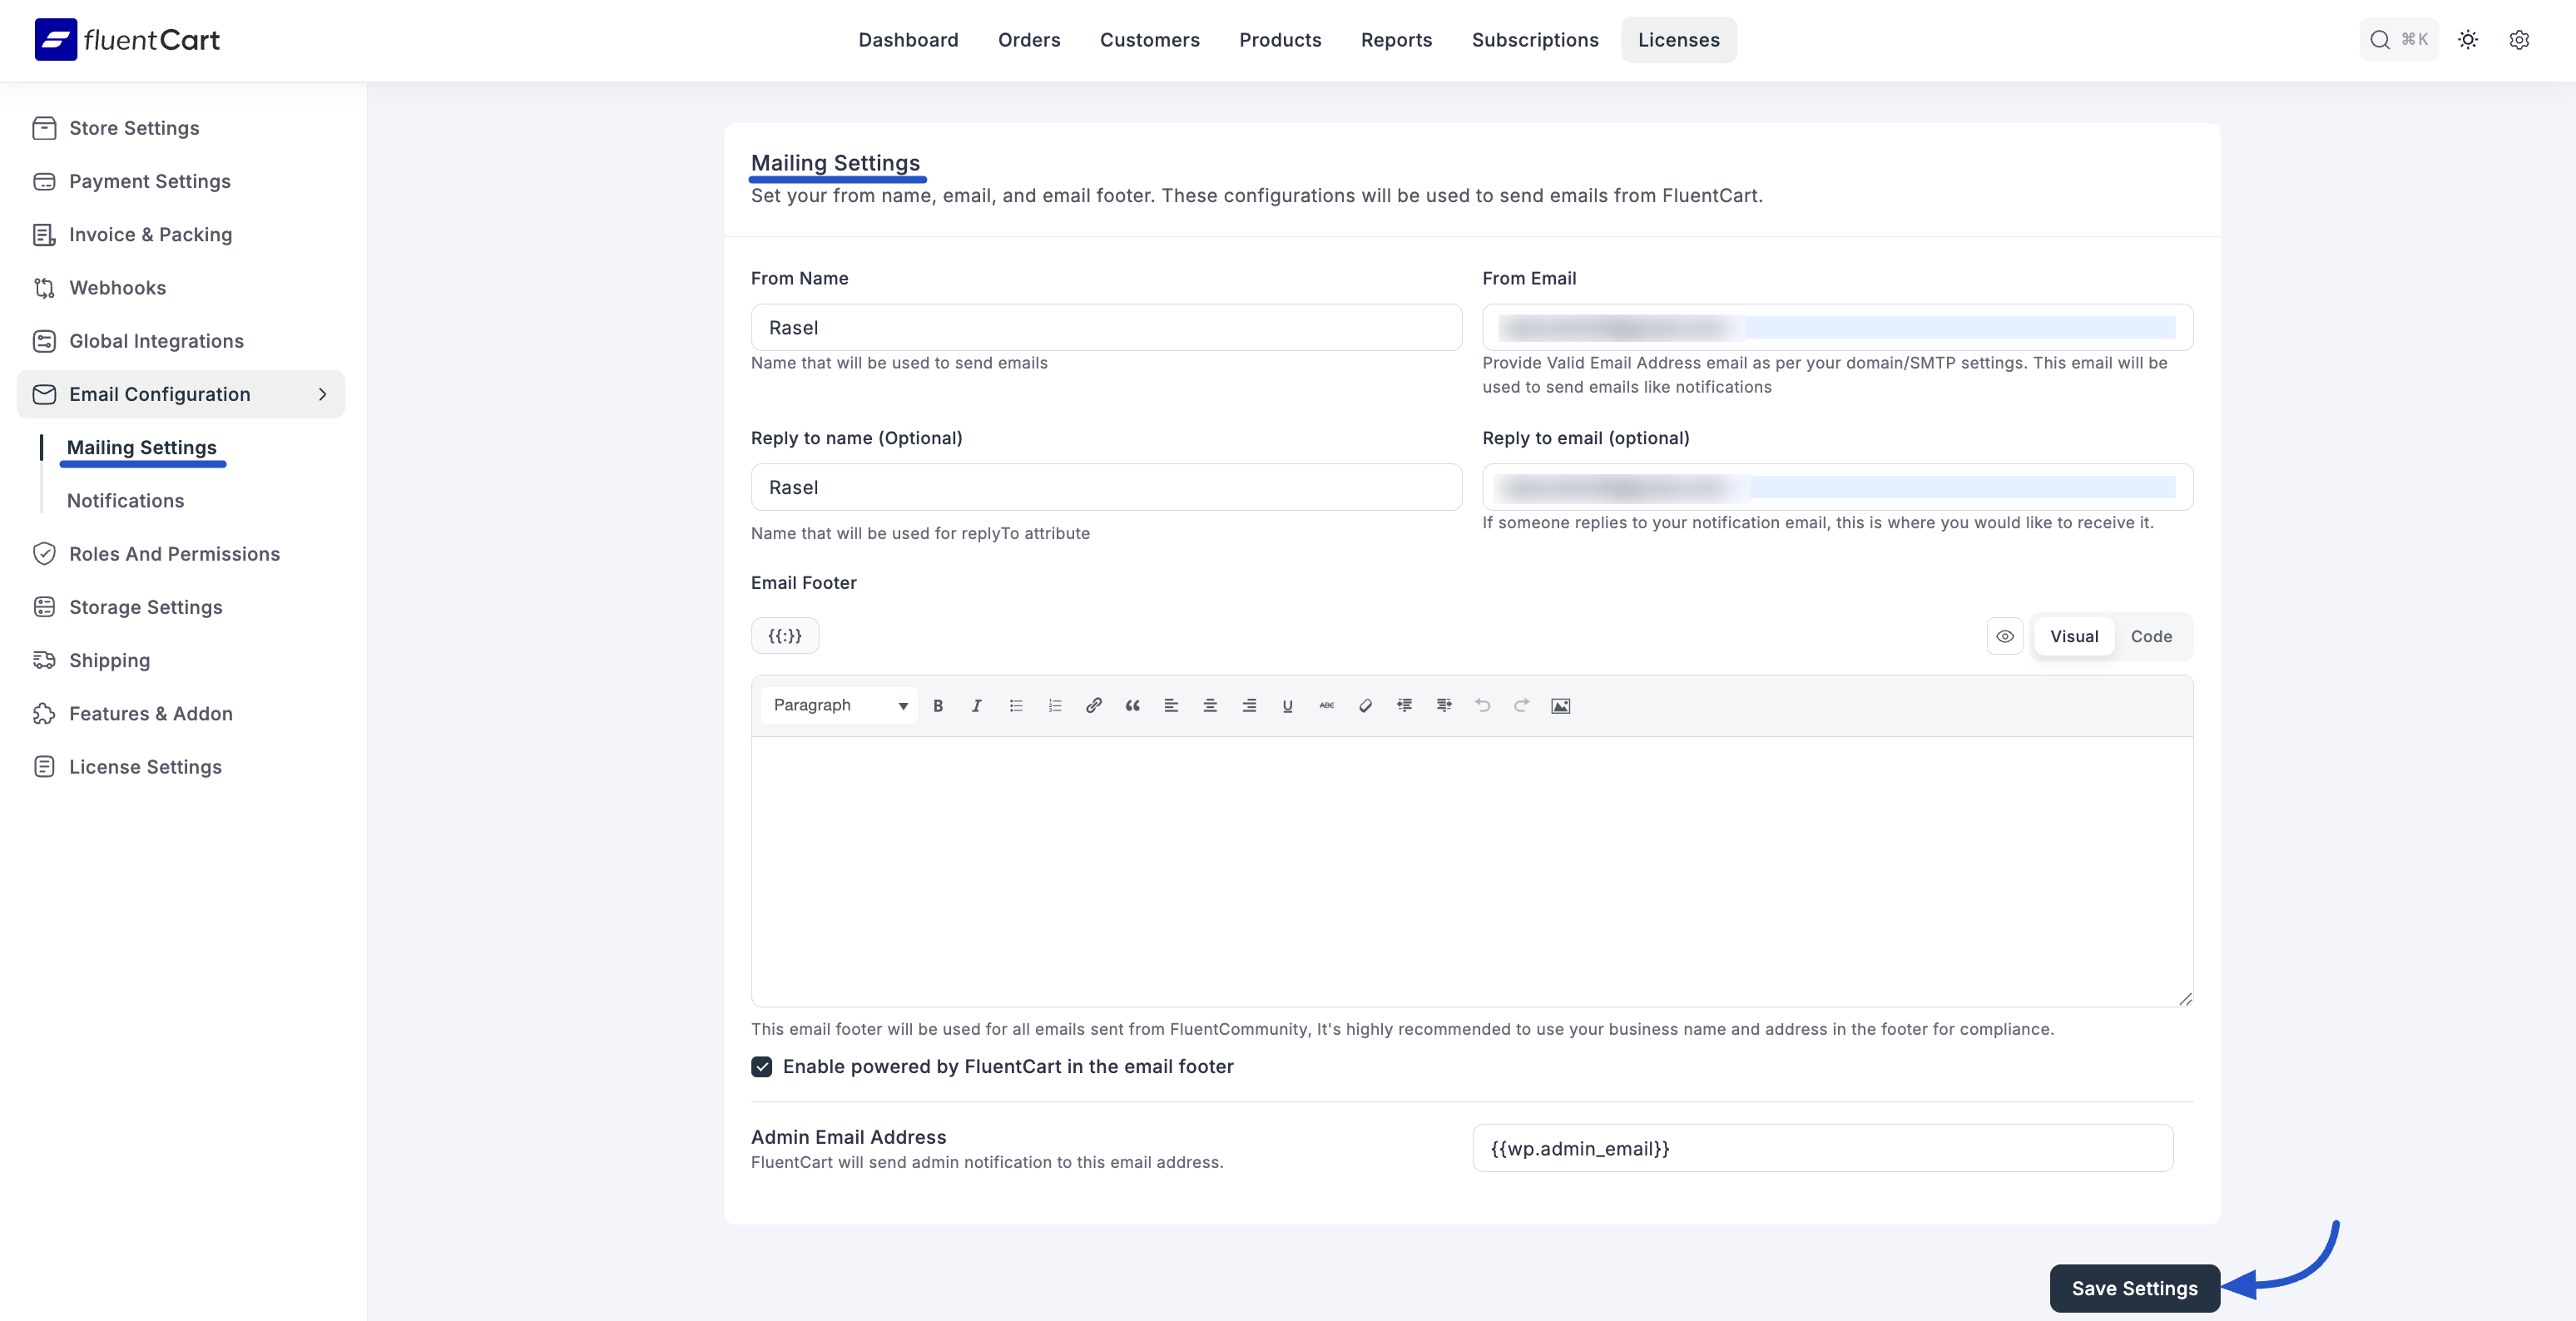 fluentCart
Dashboard
Orders
Customers
Products
Reports
Subscriptions
Licenses
⌘K
Store Settings
Payment Settings
Invoice & Packing
Webhooks
Global Integrations
Email Configuration
Mailing Settings
Notifications
Roles And Permissions
Storage Settings
Shipping
Features & Addon
License Settings
Mailing Settings
Set your from name, email, and email footer. These configurations will be used to send emails from FluentCart.
From Name
Rasel
Name that will be used to send emails
From Email
Provide Valid Email Address email as per your domain/SMTP settings. This email will be
used to send emails like notifications
Reply to name (Optional)
Rasel
Name that will be used for replyTo attribute
Reply to email (optional)
If someone replies to your notification email, this is where you would like to receive it.
Email Footer
{{:}}
Visual
Code
Paragraph
B I U ABC
This email footer will be used for all emails sent from FluentCommunity, It's highly recommended to use your business name and address in the footer for compliance.
Enable powered by FluentCart in the email footer
Admin Email Address
FluentCart will send admin notification to this email address.
{{wp.admin_email}}
Save Settings